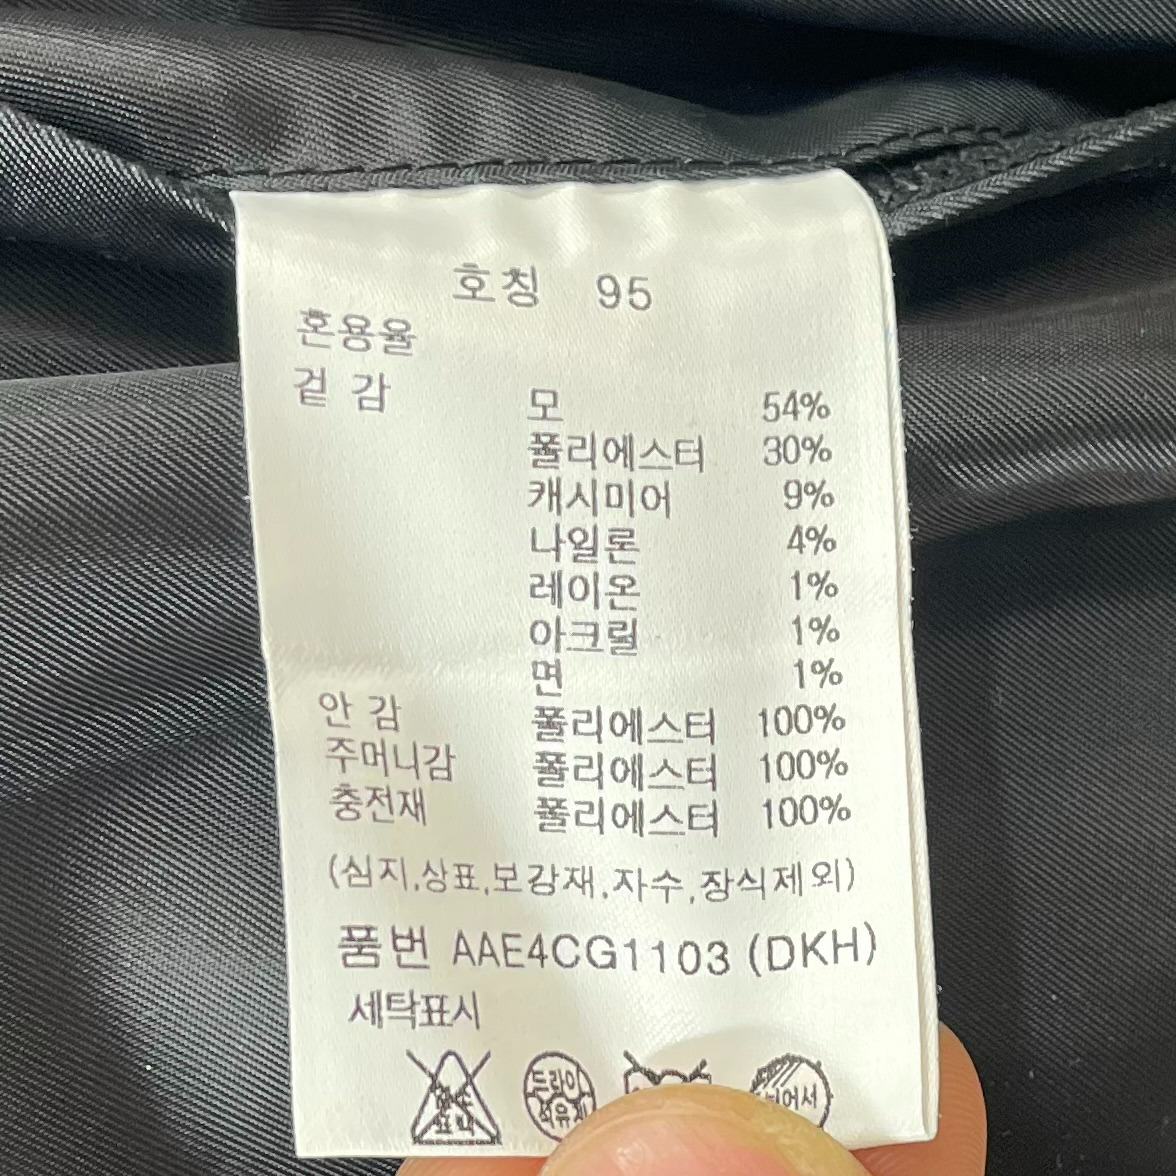 호칭 95
혼용율
겉 감 모 54%
폴리에스터 30%
캐시미어 9%
나일론 4%
레이온 1%
아크릴 1%
면 1%
안 감 폴리에스터 100%
주머니감 폴리에스터 100%
충전재 폴리에스터 100%
(심지,상표,보강재,자수,장식제외)
품번 AAE4CG1103 (DKH)
세탁표시
드라이